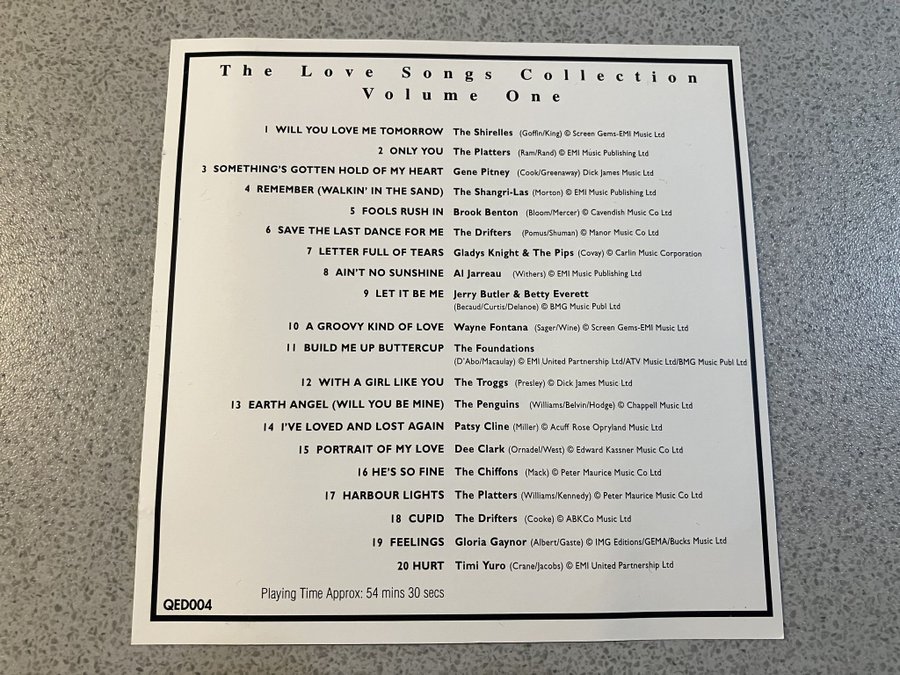 The Love Songs Collection
Volume One
1 WILL YOU LOVE ME TOMORROW The Shirelles (Goffin/King) © Screen Gems-EMI Music Ltd
2 ONLY YOU The Platters (Ram/Rand) © EMI Music Publishing Ltd
3 SOMETHING'S GOTTEN HOLD OF MY HEART Gene Pitney (Cook/Greenaway) Dick James Music Ltd
4 REMEMBER (WALKIN' IN THE SAND) The Shangri-Las (Morton) © EMI Music Publishing Ltd
5 FOOLS RUSH IN Brook Benton (Bloom/Mercer) © Cavendish Music Co Ltd
6 SAVE THE LAST DANCE FOR ME The Drifters (Pomus/Shuman) © Manor Music Co Ltd
7 LETTER FULL OF TEARS Gladys Knight & The Pips (Covay) © Carlin Music Corporation
8 AIN'T NO SUNSHINE Al Jarreau (Withers) © EMI Music Publishing Ltd
9 LET IT BE ME Jerry Butler & Betty Everett
(Becaud/Curtis/Delanoe) © BMG Music Publ Ltd
10 A GROOVY KIND OF LOVE Wayne Fontana (Sager/Wine) © Screen Gems-EMI Music Ltd
11 BUILD ME UP BUTTERCUP The Foundations
(D'Abo/Macaulay) © EMI United Partnership Ltd/ATV Music Ltd/BMG Music Publ Ltd
12 WITH A GIRL LIKE YOU The Troggs (Presley) © Dick James Music Ltd
13 EARTH ANGEL (WILL YOU BE MINE) The Penguins (Williams/Belvin/Hodge) © Chappell Music Ltd
14 I'VE LOVED AND LOST AGAIN Patsy Cline (Miller) © Acuff Rose Opryland Music Ltd
15 PORTRAIT OF MY LOVE Dee Clark (Ornadel/West) © Edward Kassner Music Co Ltd
16 HE'S SO FINE The Chiffons (Mack) © Peter Maurice Music Co Ltd
17 HARBOUR LIGHTS The Platters (Williams/Kennedy) © Peter Maurice Music Co Ltd
18 CUPID The Drifters (Cooke) © ABKCo Music Ltd
19 FEELINGS Gloria Gaynor (Albert/Gaste) © IMG Editions/GEMA/Bucks Music Ltd
20 HURT Timi Yuro (Crane/Jacobs) © EMI United Partnership Ltd
Playing Time Approx: 54 mins 30 secs
QED004